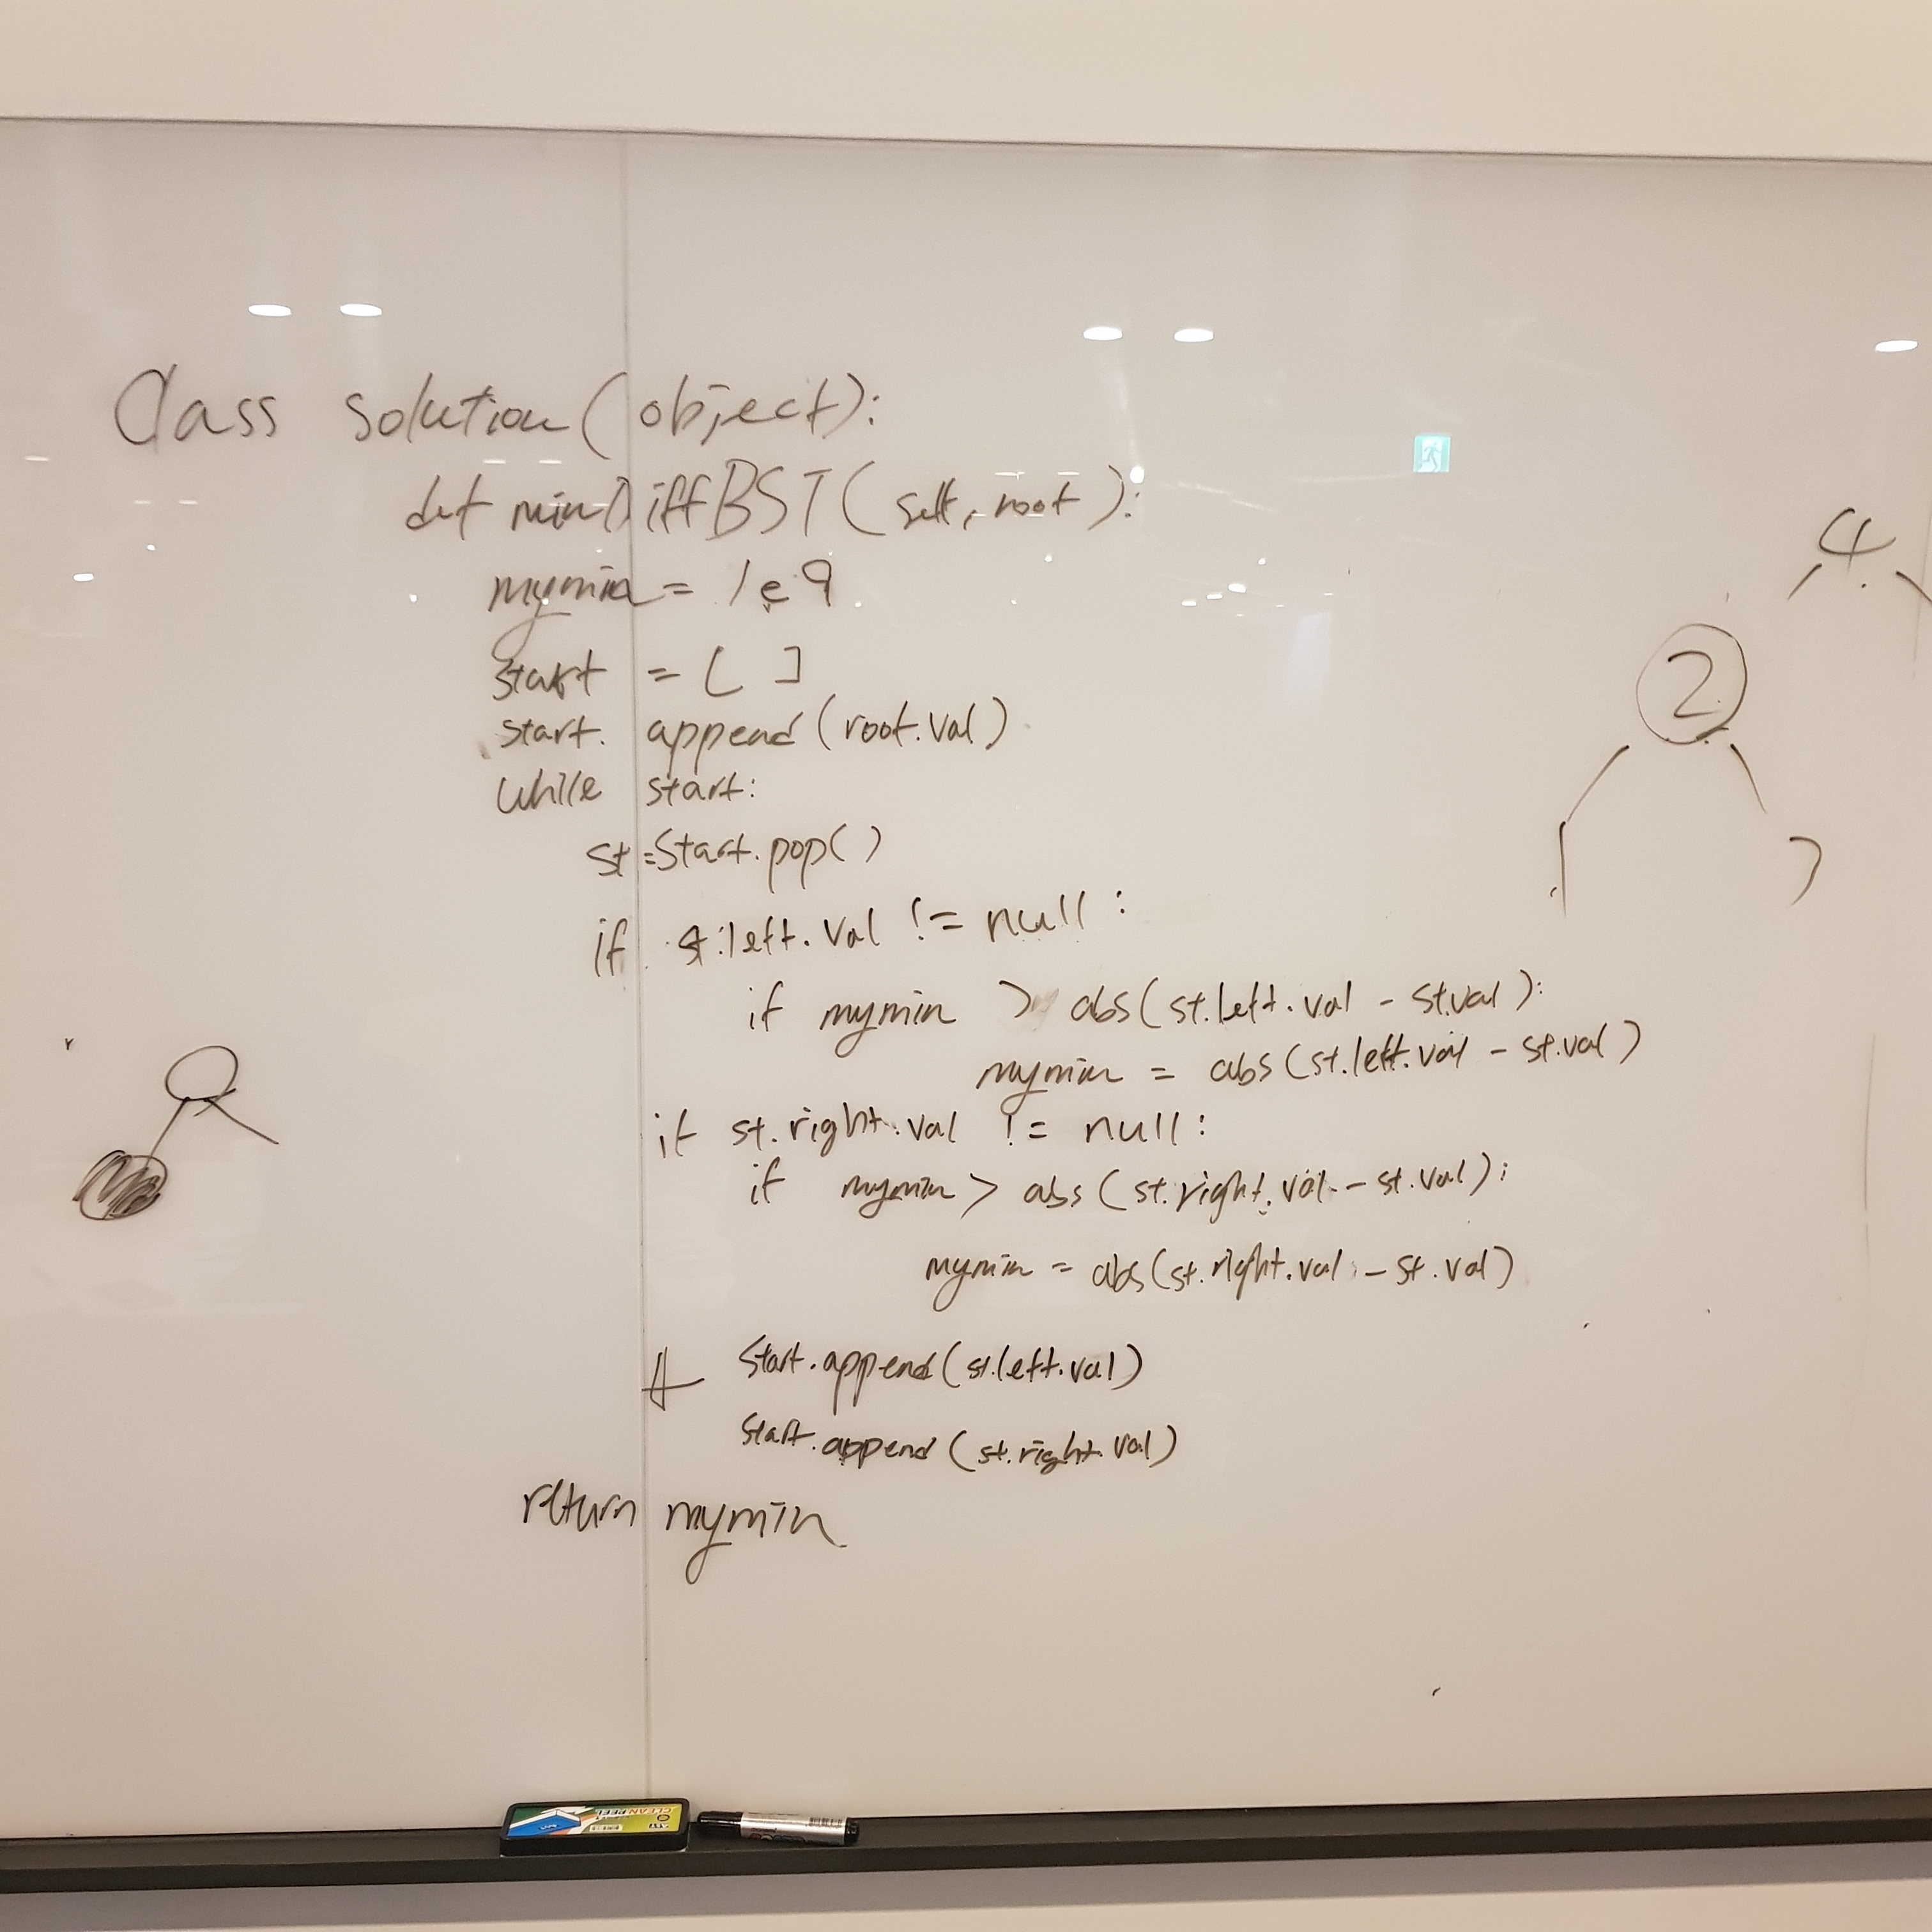 Class solution(object):
def minDiffBST(self, root):
mymin = 1e9
start = [ ]
start. append(root.val)
while start:
st=start.pop()
if st.left.val != null:
if mymin > abs(st.left.val - st.val):
mymin = abs(st.left.val - st.val)
if st.right.val != null:
if mymin > abs(st.right.val - st.val):
mymin = abs(st.right.val - st.val)
start.append(st.left.val)
start.append(st.right.val)
return mymin
4
2
1
CLEAN PEEL